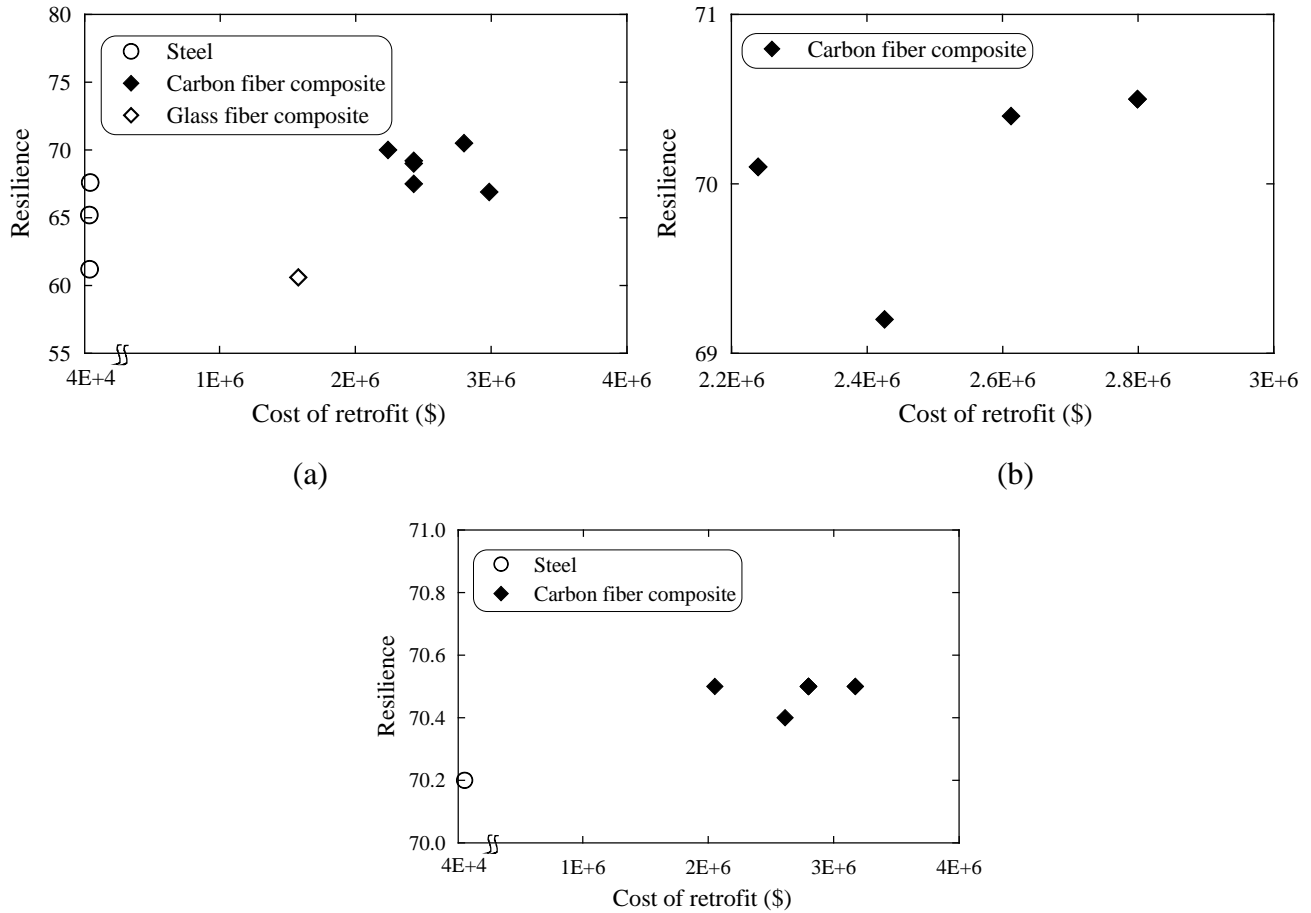 80
75
70
65
60
55
Resilience
Steel
Carbon fiber composite
Glass fiber composite
4E+4
1E+6
2E+6
3E+6
4E+6
Cost of retrofit ($)
(a)
71
70
69
Resilience
Carbon fiber composite
2.2E+6
2.4E+6
2.6E+6
2.8E+6
3E+6
Cost of retrofit ($)
(b)
71.0
70.8
70.6
70.4
70.2
70.0
Resilience
Steel
Carbon fiber composite
4E+4
1E+6
2E+6
3E+6
4E+6
Cost of retrofit ($)